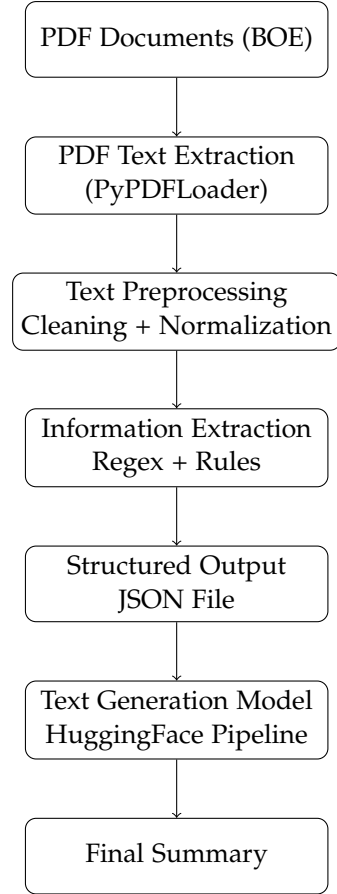 PDF Documents (BOE)
PDF Text Extraction
(PyPDFLoader)
Text Preprocessing
Cleaning + Normalization
Information Extraction
Regex + Rules
Structured Output
JSON File
Text Generation Model
HuggingFace Pipeline
Final Summary